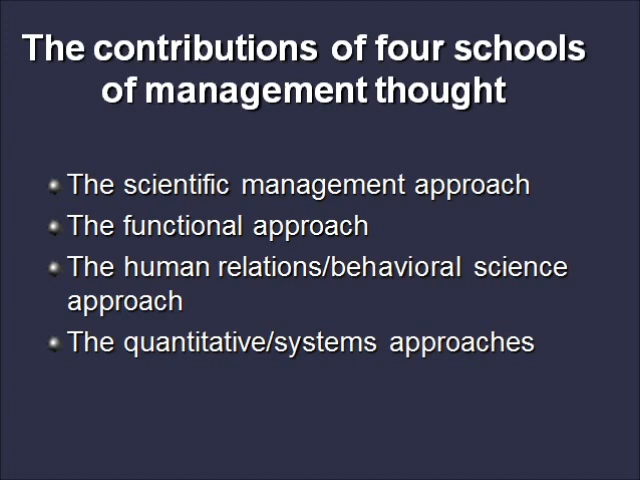 The contributions of four schools
of management thought
The scientific management approach
The functional approach
The human relations/behavioral science
approach
The quantitative/systems approaches